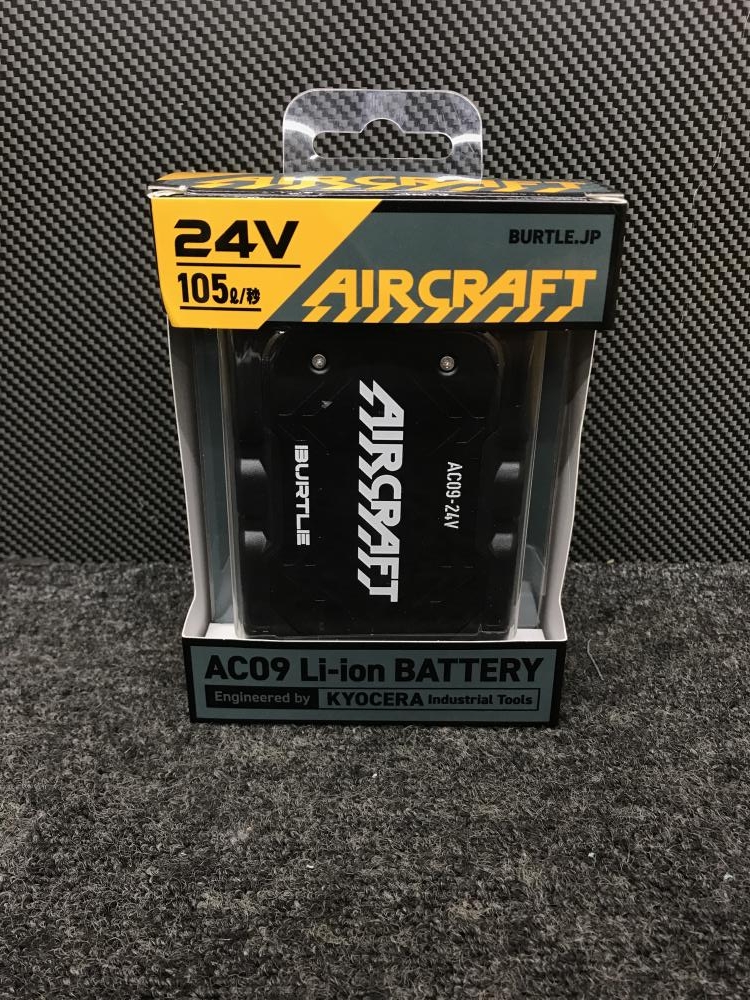 AIRCRAFT
24V
105ℓ/秒
BURTLE.JP
AIRCRAFT
AIRCRAFT
BURTLE
AC09-24V
AC09 Li-ion BATTERY
Engineered by KYOCERA Industrial Tools